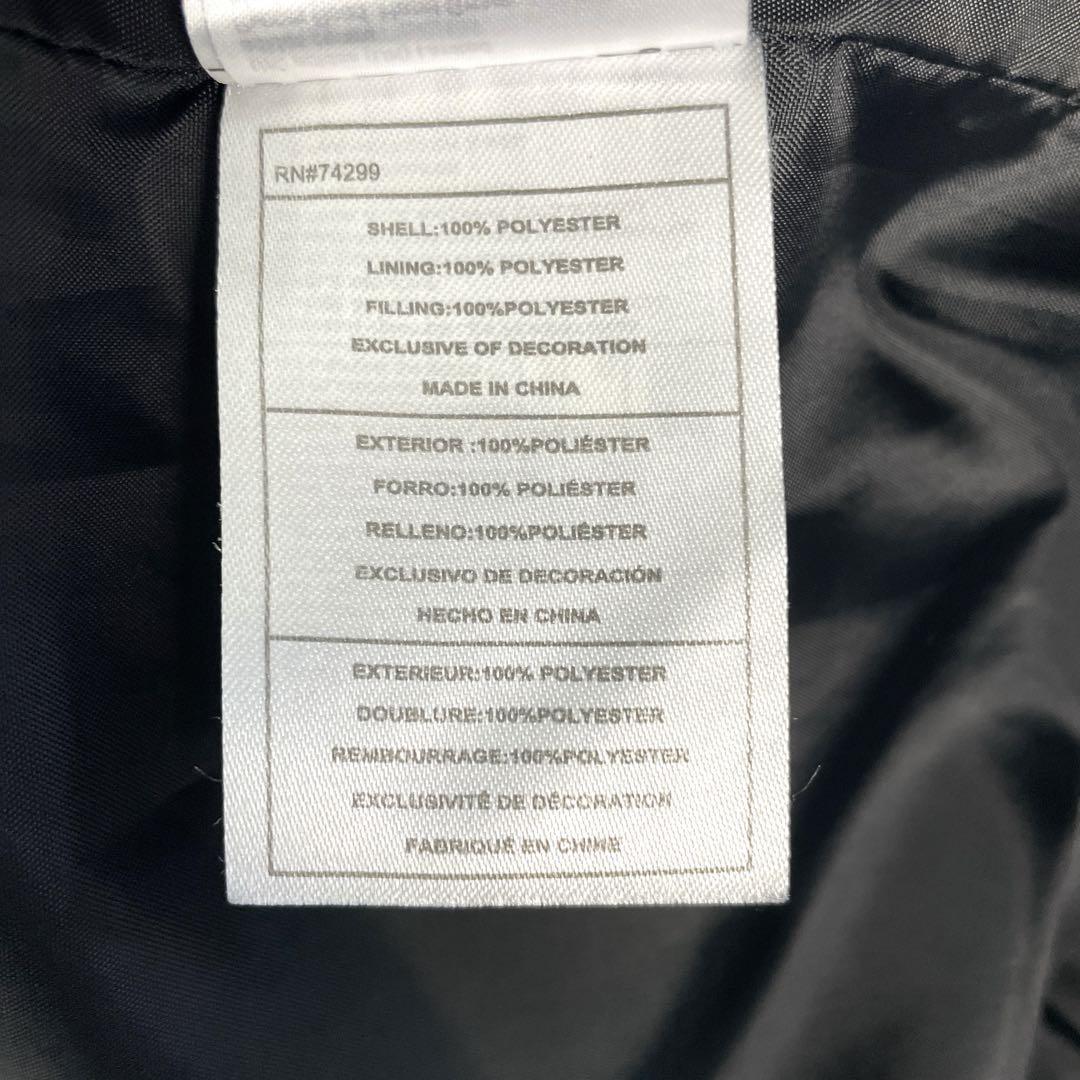 RN#74299
SHELL:100% POLYESTER
LINING:100% POLYESTER
FILLING:100%POLYESTER
EXCLUSIVE OF DECORATION
MADE IN CHINA
EXTERIOR :100%POLIÉSTER
FORRO:100% POLIÉSTER
RELLENO:100%POLIÉSTER
EXCLUSIVO DE DECORACIÓN
HECHO EN CHINA
EXTERIEUR:100% POLYESTER
DOUBLURE:100%POLYESTER
REMBOURRAGE:100%POLYESTER
EXCLUSIVITÉ DE DÉCORATION
FABRIQUÉ EN CHINE